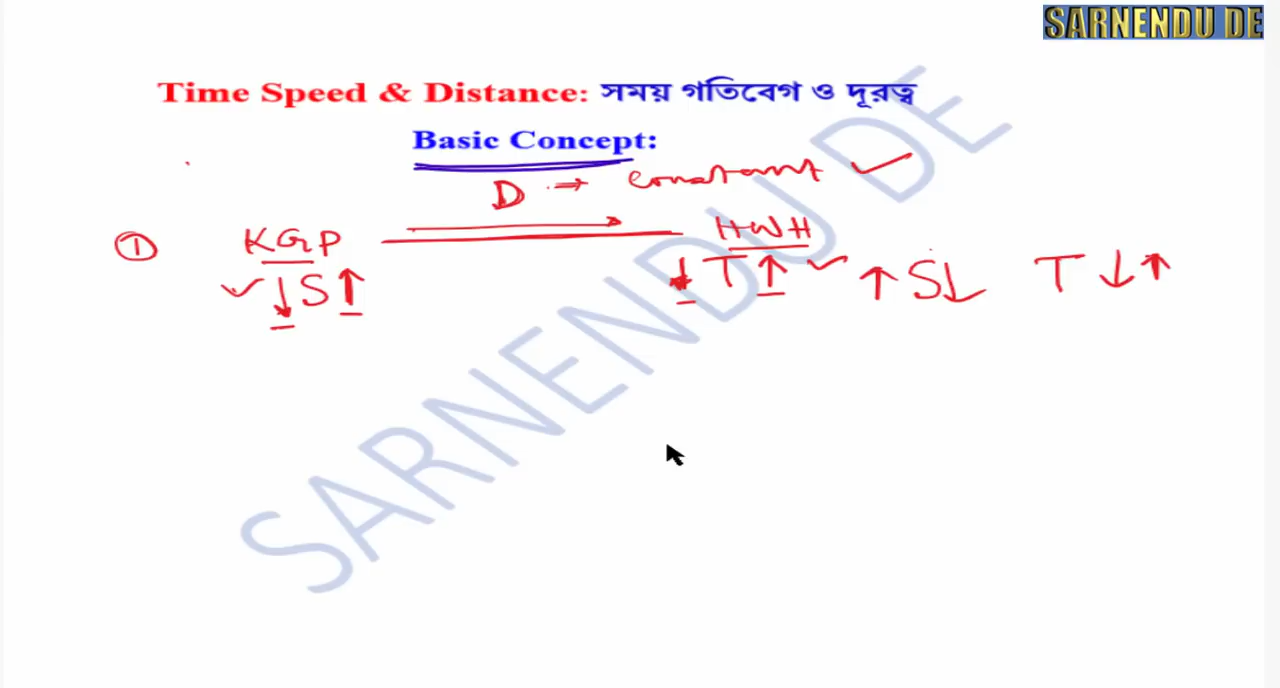 SARNENDU DE
Time Speed & Distance: সময় গতিবেগ ও দূরত্ব
Basic Concept:
D → constant ✓
① KGP HWH
✓ ↓ S ↑ ↓ T ↑ ✓ ↑ S ↓ T ↓ ↑
SARNENDU DE